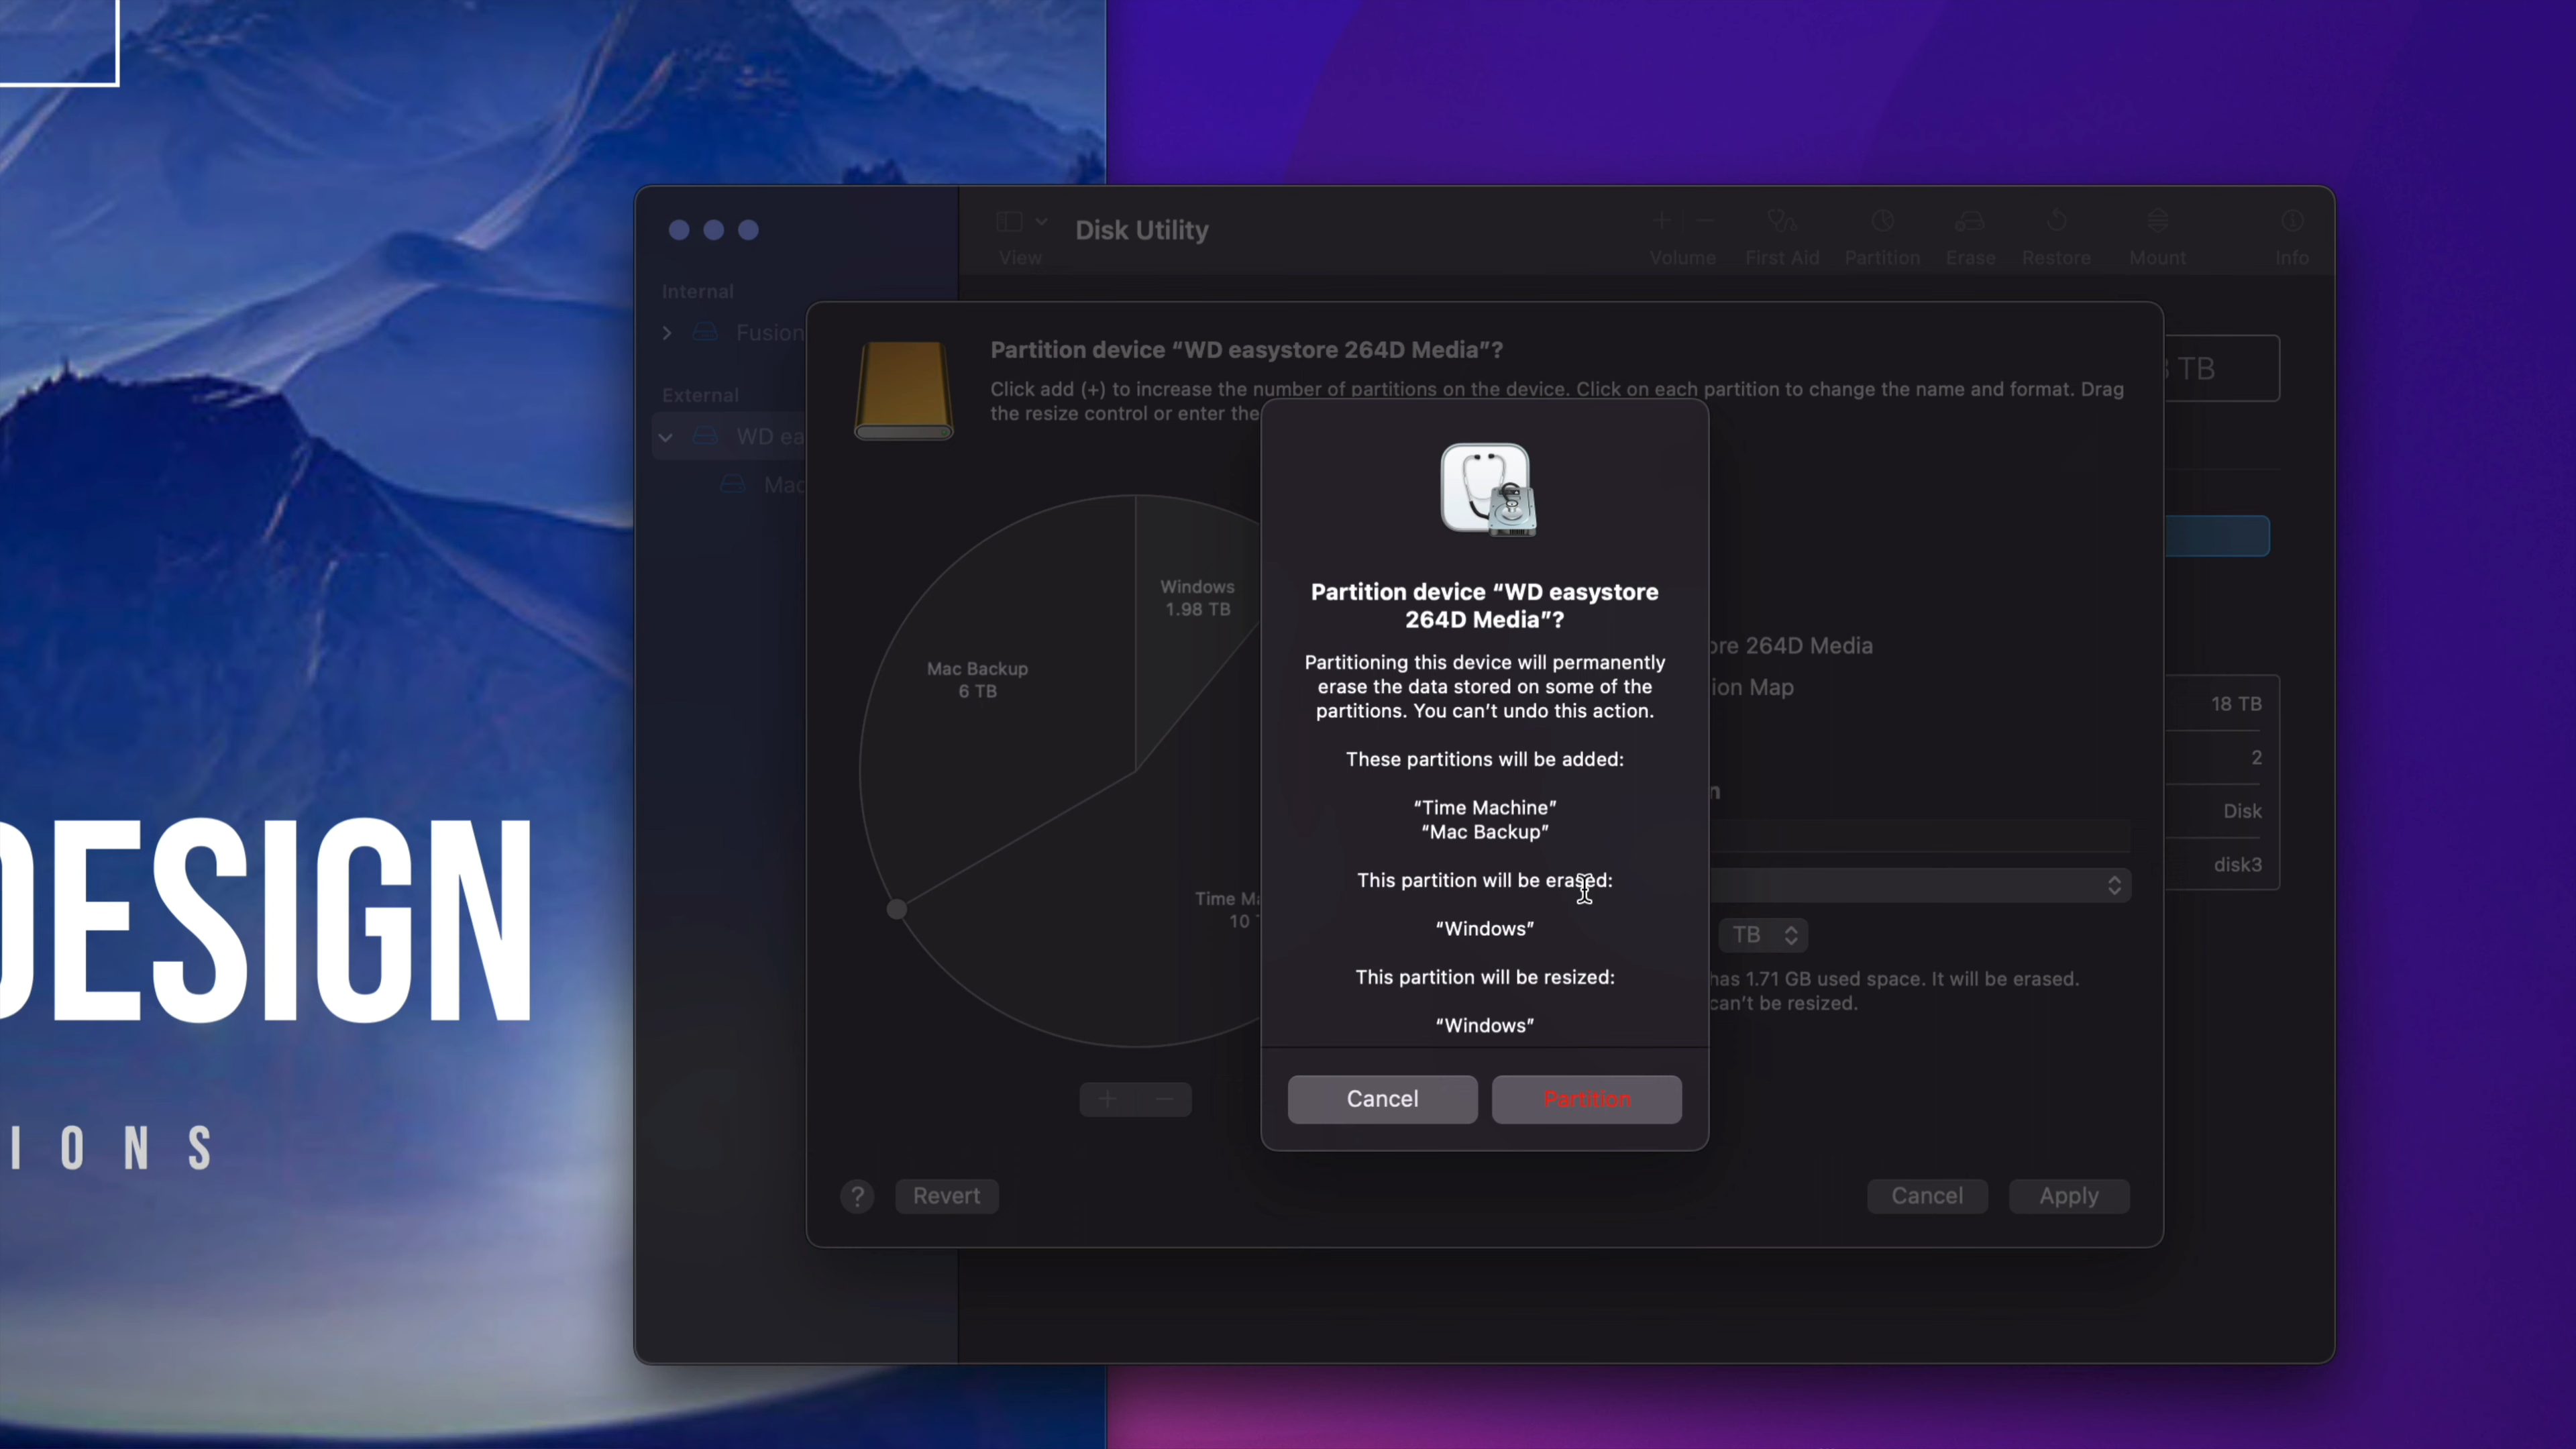 DESIGN
IONS
Disk Utility
View
Volume
First Aid
Partition
Erase
Restore
Mount
Info
Internal
Fusion
External
WD ea
Mac
Partition device “WD easystore 264D Media”?
Click add (+) to increase the number of partitions on the device. Click on each partition to change the name and format. Drag
the resize control or enter the
TB
Windows
1.98 TB
Mac Backup
6 TB
Time Ma
10 T
Partition device “WD easystore
264D Media”?
Partitioning this device will permanently
erase the data stored on some of the
partitions. You can’t undo this action.
These partitions will be added:
“Time Machine”
“Mac Backup”
This partition will be erased:
“Windows”
This partition will be resized:
“Windows”
Cancel
Partition
ore 264D Media
ion Map
n
TB
has 1.71 GB used space. It will be erased.
can’t be resized.
18 TB
2
Disk
disk3
?
Revert
Cancel
Apply